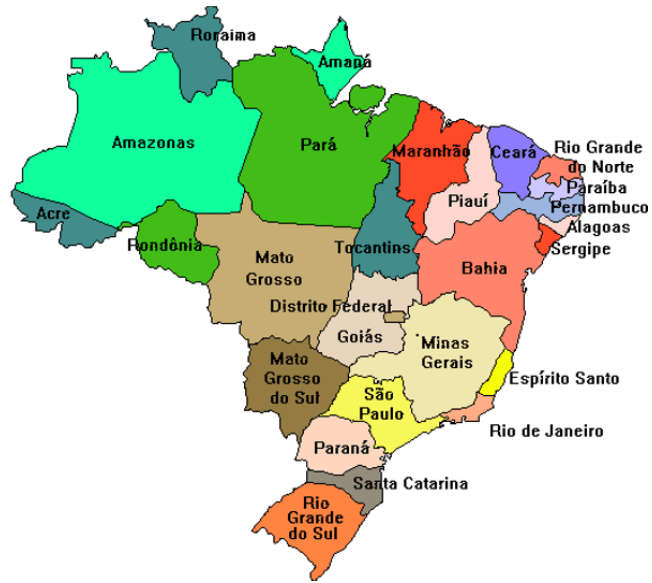 Roraima
Amapá
Amazonas
Pará
Maranhão
Ceará
Rio Grande
do Norte
Paraíba
Piauí
Pernambuco
Acre
Alagoas
Rondônia
Tocantins
Sergipe
Mato
Grosso
Bahia
Distrito Federal
Goiás
Minas
Gerais
Mato
Grosso
do Sul
Espírito Santo
São
Paulo
Rio de Janeiro
Paraná
Santa Catarina
Rio
Grande
do Sul